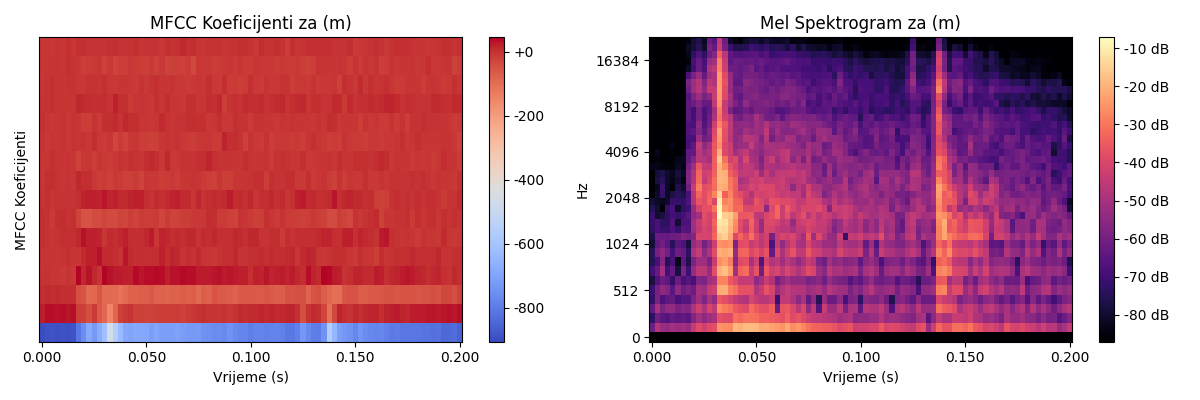 MFCC Koeficijenti za (m)
MFCC Koeficijenti
+0
-200
-400
-600
-800
0.000 0.050 0.100 0.150 0.200
Vrijeme (s)
Mel Spektrogram za (m)
Hz
16384
8192
4096
2048
1024
512
0
-10 dB
-20 dB
-30 dB
-40 dB
-50 dB
-60 dB
-70 dB
-80 dB
0.000 0.050 0.100 0.150 0.200
Vrijeme (s)